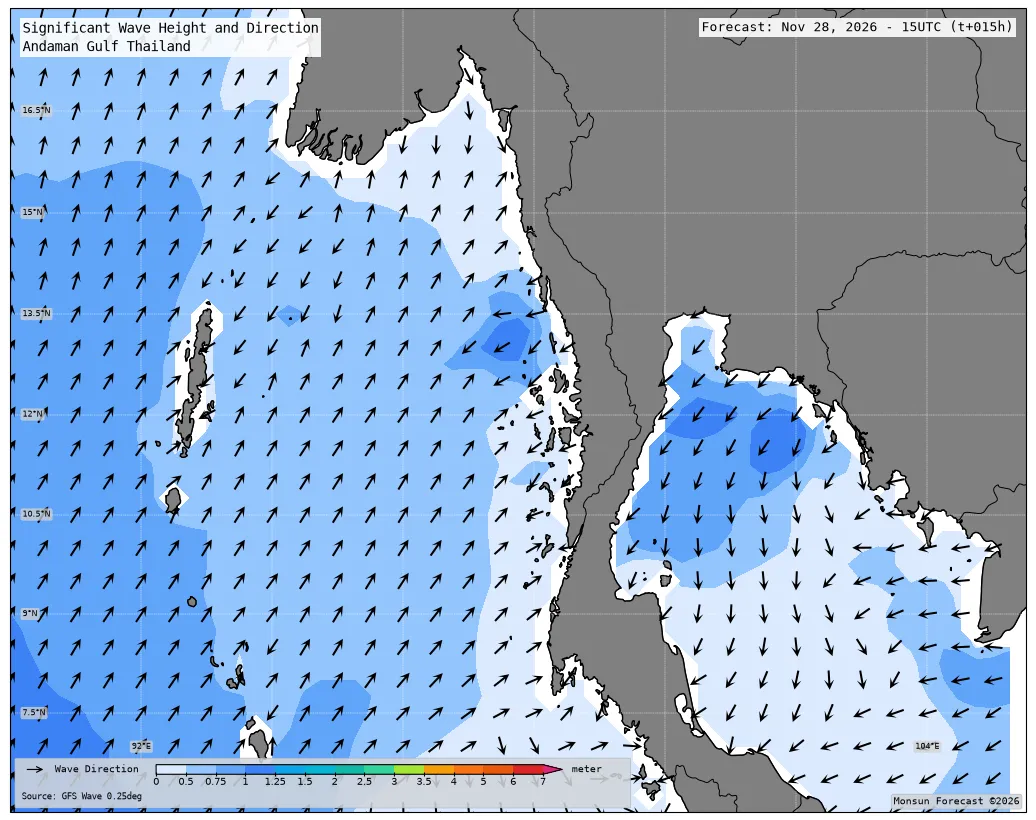 Significant Wave Height and Direction
Andaman Gulf Thailand
Forecast: Nov 28, 2026 - 15UTC (t+015h)
16.5°N
15°N
13.5°N
12°N
10.5°N
9°N
7.5°N
92°E
104°E
Wave Direction
meter
0 0.5 0.75 1 1.25 1.5 2 2.5 3 3.5 4 5 6 7
Source: GFS Wave 0.25deg
Monsun Forecast ©2026